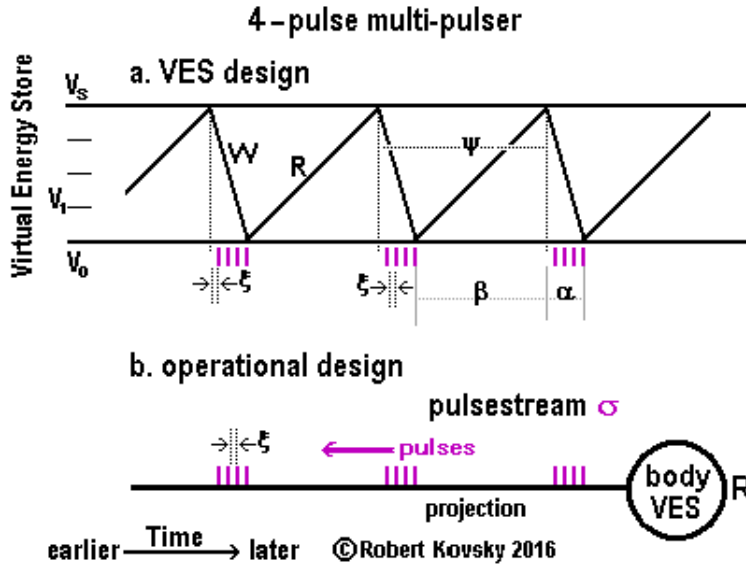 4-pulse multi-pulser
a. VES design
Virtual Energy Store
Vs
V1
V0
W
R
ψ
ξ
ξ
β
α
b. operational design
pulsestream σ
ξ
pulses
body
VES
R
projection
earlier Time later
©Robert Kovsky 2016